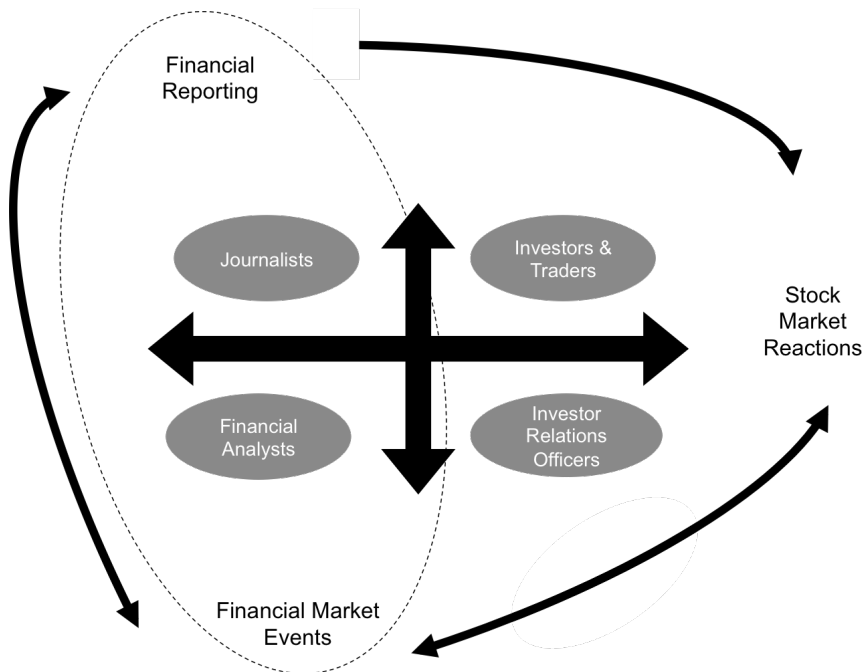 Financial
Reporting
Journalists
Investors &
Traders
Stock
Market
Reactions
Financial
Analysts
Investor
Relations
Officers
Financial Market
Events